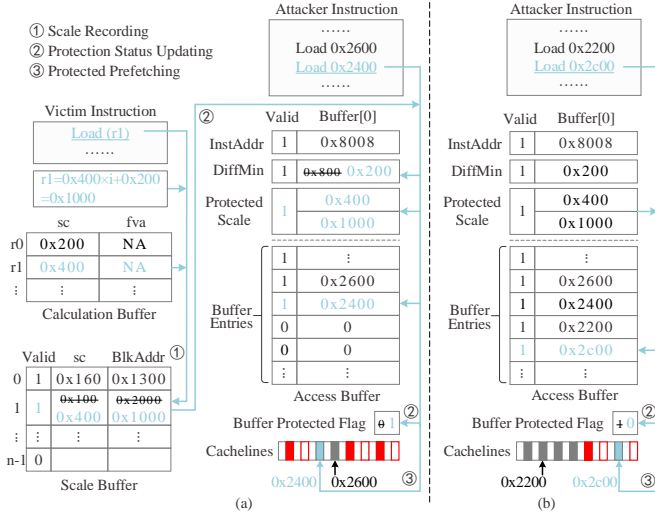 ① Scale Recording
② Protection Status Updating
③ Protected Prefetching
Victim Instruction
Load (r1)
......
r1=0x400×i+0x200
=0x1000
sc fva
r0 0x200 NA
r1 0x400 NA
⋮ ⋮ ⋮
Calculation Buffer
①
Valid sc BlkAddr
0 1 0x160 0x1300
1 1 0x100 0x2000
0x400 0x1000
⋮ ⋮ ⋮ ⋮
n-1 0
Scale Buffer
Attacker Instruction
......
Load 0x2600
Load 0x2400
......
②
Valid Buffer[0]
InstAddr 1 0x8008
DiffMin 1 0x800 0x200
Protected Scale 1 0x400
0x1000
Buffer Entries
1 ⋮
1 0x2600
1 0x2400
0 0
0 0
⋮ ⋮
Access Buffer
②
Buffer Protected Flag 0 1
Cachelines
③
0x2400 0x2600
(a)
Attacker Instruction
......
Load 0x2200
Load 0x2c00
......
Valid Buffer[0]
InstAddr 1 0x8008
DiffMin 1 0x200
Protected Scale 1 0x400
0x1000
Buffer Entries
1 ⋮
1 0x2600
1 0x2400
1 0x2200
1 0x2c00
⋮ ⋮
Access Buffer
②
Buffer Protected Flag 1 0
Cachelines
0x2200 0x2c00 ③
(b)